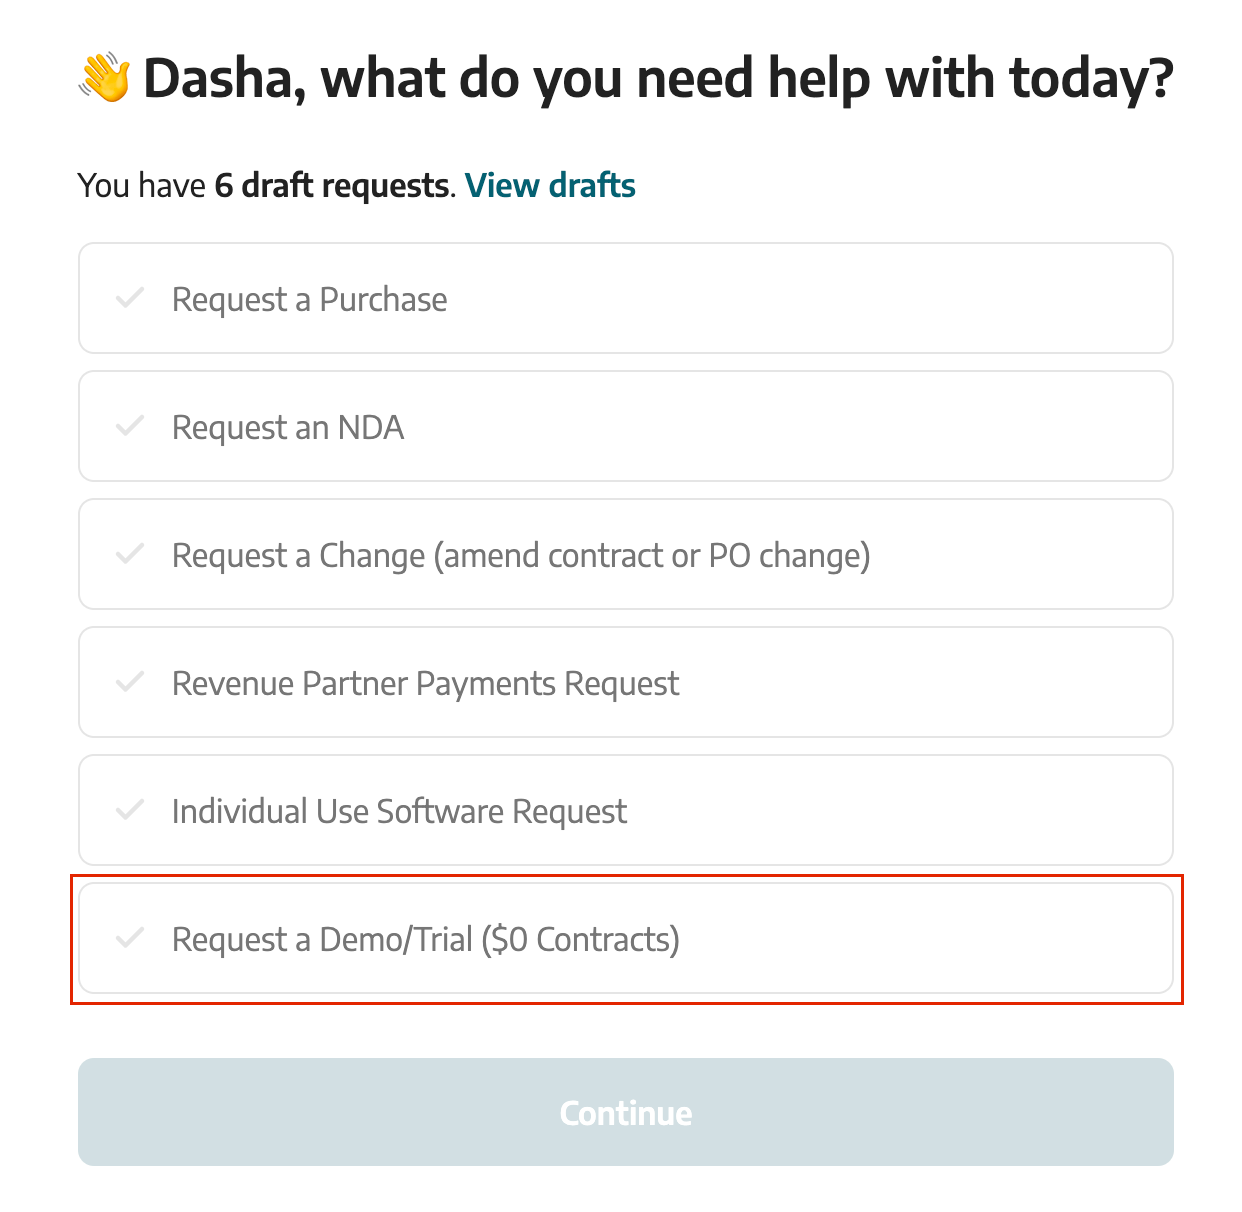 👋 Dasha, what do you need help with today?
You have 6 draft requests. View drafts
Request a Purchase
Request an NDA
Request a Change (amend contract or PO change)
Revenue Partner Payments Request
Individual Use Software Request
Request a Demo/Trial ($0 Contracts)
Continue